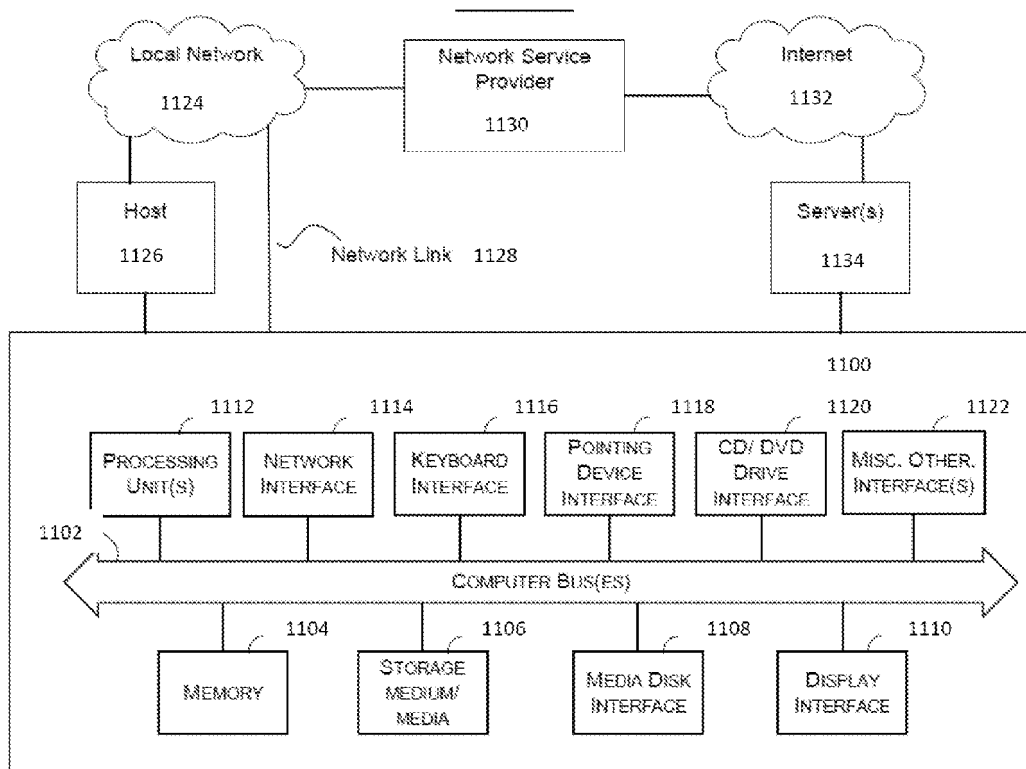 Local Network
1124
Network Service
Provider
1130
Internet
1132
Host
1126
Network Link 1128
Server(s)
1134
1100
1112
1114
1116
1118
1120
1122
PROCESSING
UNIT(S)
NETWORK
INTERFACE
KEYBOARD
INTERFACE
POINTING
DEVICE
INTERFACE
CD/ DVD
DRIVE
INTERFACE
MISC. OTHER.
INTERFACE(S)
1102
COMPUTER BUS(ES)
1104
1106
1108
1110
MEMORY
STORAGE
MEDIUM/
MEDIA
MEDIA DISK
INTERFACE
DISPLAY
INTERFACE